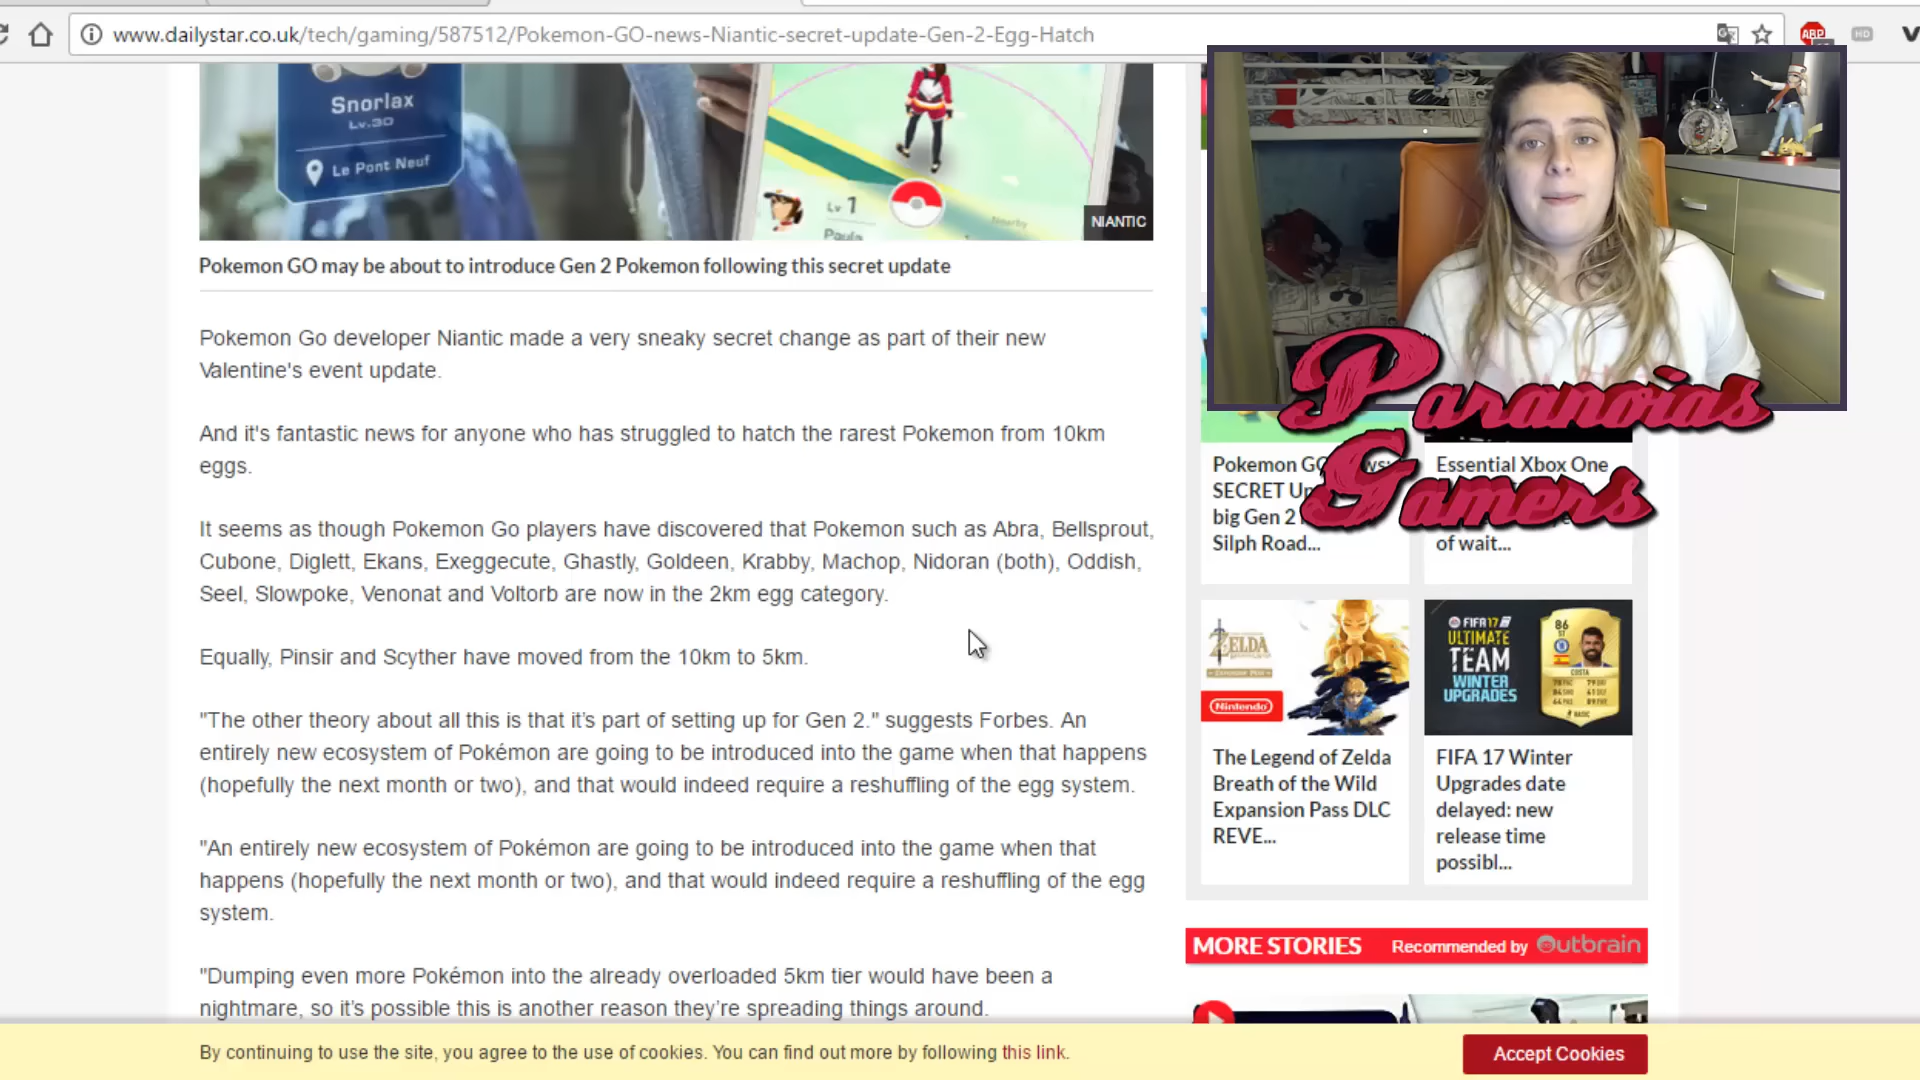 www.dailystar.co.uk/tech/gaming/587512/Pokemon-GO-news-Niantic-secret-update-Gen-2-Egg-Hatch
ABP
HD
Snorlax
Lv.30
Le Pont Neuf
Lv 1
Paula
Nearby
NIANTIC
Pokemon GO may be about to introduce Gen 2 Pokemon following this secret update
Pokemon Go developer Niantic made a very sneaky secret change as part of their new
Valentine's event update.
And it's fantastic news for anyone who has struggled to hatch the rarest Pokemon from 10km
eggs.
It seems as though Pokemon Go players have discovered that Pokemon such as Abra, Bellsprout,
Cubone, Diglett, Ekans, Exeggecute, Ghastly, Goldeen, Krabby, Machop, Nidoran (both), Oddish,
Seel, Slowpoke, Venonat and Voltorb are now in the 2km egg category.
Equally, Pinsir and Scyther have moved from the 10km to 5km.
"The other theory about all this is that it's part of setting up for Gen 2." suggests Forbes. An
entirely new ecosystem of Pokémon are going to be introduced into the game when that happens
(hopefully the next month or two), and that would indeed require a reshuffling of the egg system.
"An entirely new ecosystem of Pokémon are going to be introduced into the game when that
happens (hopefully the next month or two), and that would indeed require a reshuffling of the egg
system.
"Dumping even more Pokémon into the already overloaded 5km tier would have been a
nightmare, so it's possible this is another reason they're spreading things around.
Paranoias
Gamers
Pokemon GO
SECRET
big Gen 2
Silph Road...
Essential Xbox One
of wait...
ZELDA
Nintendo
The Legend of Zelda
Breath of the Wild
Expansion Pass DLC
REVE...
FIFA 17
ULTIMATE
TEAM
WINTER
UPGRADES
86
ST
COSTA
FIFA 17 Winter
Upgrades date
delayed: new
release time
possibl...
MORE STORIES Recommended by Outbrain
By continuing to use the site, you agree to the use of cookies. You can find out more by following this link.
Accept Cookies